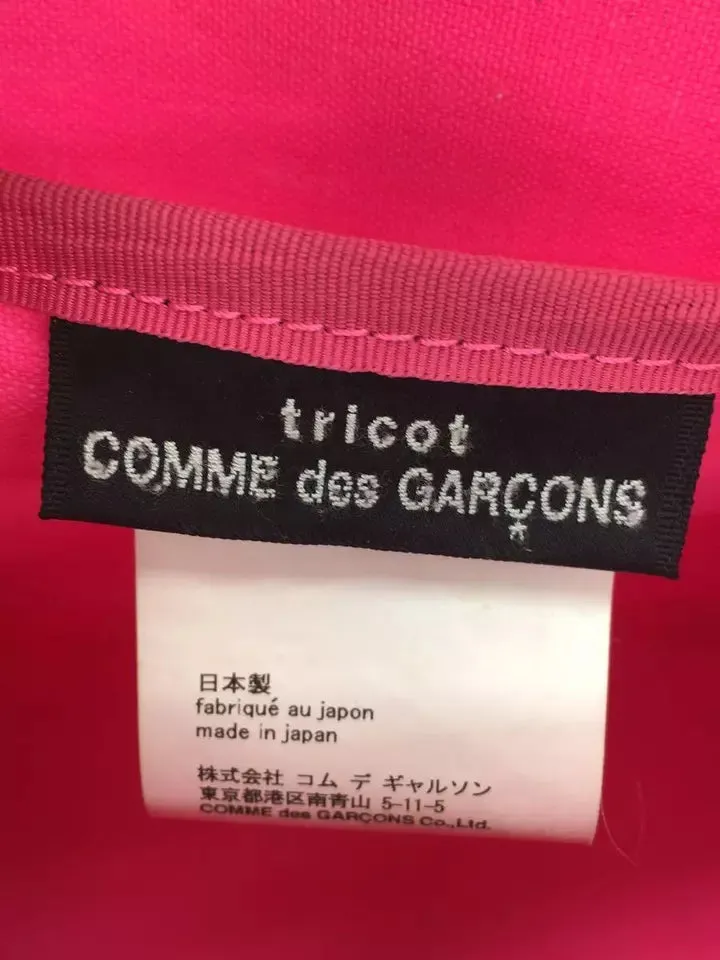 tricot
COMME des GARÇONS
日本製
fabriqué au japon
made in japan
株式会社 コム デ ギャルソン
東京都港区南青山 5-11-5
COMME des GARÇONS Co., Ltd.